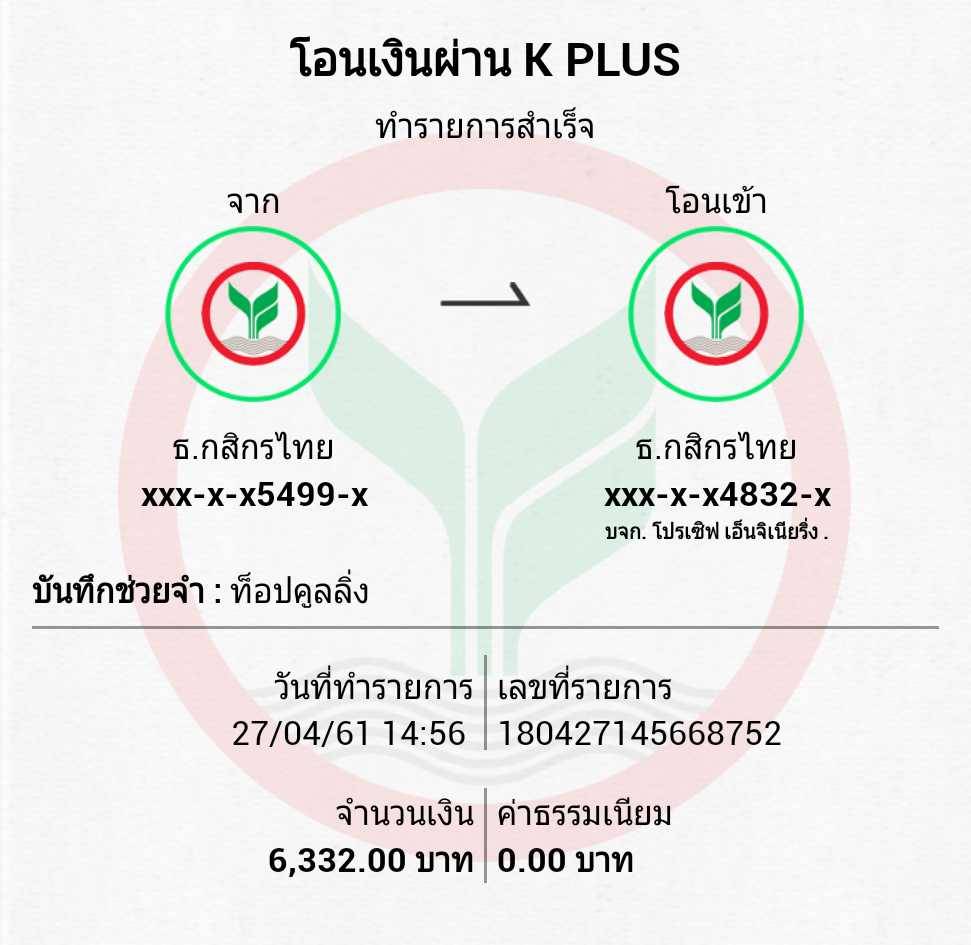 โอนเงินผ่าน K PLUS
ทำรายการสำเร็จ
จาก
โอนเข้า
ธ.กสิกรไทย
xxx-x-x5499-x
ธ.กสิกรไทย
xxx-x-x4832-x
บจก. โปรเซิฟ เอ็นจิเนียริ่ง .
บันทึกช่วยจำ : ท็อปคูลลิ่ง
วันที่ทำรายการ
27/04/61 14:56
เลขที่รายการ
180427145668752
จำนวนเงิน
6,332.00 บาท
ค่าธรรมเนียม
0.00 บาท